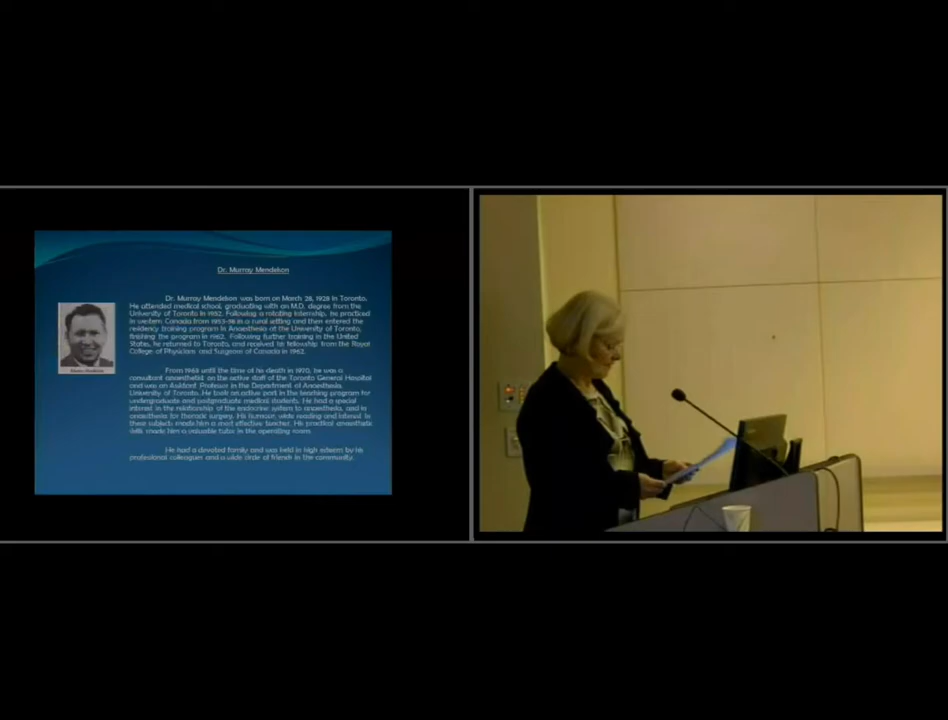 Dr. Murray Mendelson
Dr. Murray Mendelson was born on March 28, 1928 in Toronto.
He attended medical school, graduating with an M.D. degree from the
University of Toronto in 1952. Following a rotating internship, he practiced
in western Canada from 1953-58 in a rural setting and then entered the
residency training program in Anaesthesia at the University of Toronto,
finishing the program in 1962. Following further training in the United
States, he returned to Toronto, and received his fellowship from the Royal
College of Physicians and Surgeons of Canada in 1962.
From 1963 until the time of his death in 1970, he was a
consultant anaesthetist on the active staff of the Toronto General Hospital
and was an Assistant Professor in the Department of Anaesthesia,
University of Toronto. He took an active part in the teaching program for
undergraduate and postgraduate medical students. He had a special
interest in the relationship of the endocrine system to anaesthesia, and in
anaesthesia for thoracic surgery. His humour, wide reading and interest in
these subjects made him a most effective teacher. His practical anaesthetic
skills made him a valuable tutor in the operating room.
He had a devoted family and was held in high esteem by his
professional colleagues and a wide circle of friends in the community.